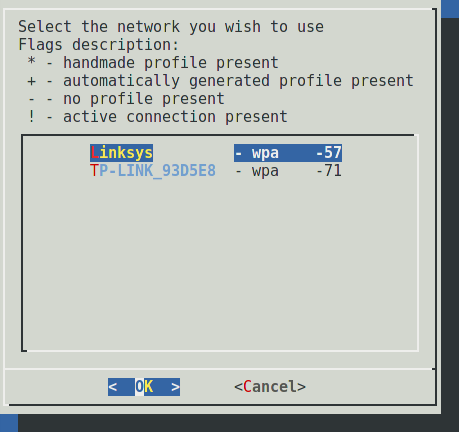 Select the network you wish to use
Flags description:
* - handmade profile present
+ - automatically generated profile present
- - no profile present
! - active connection present
Linksys - wpa -57
TP-LINK_93D5E8 - wpa -71
< OK > <Cancel>